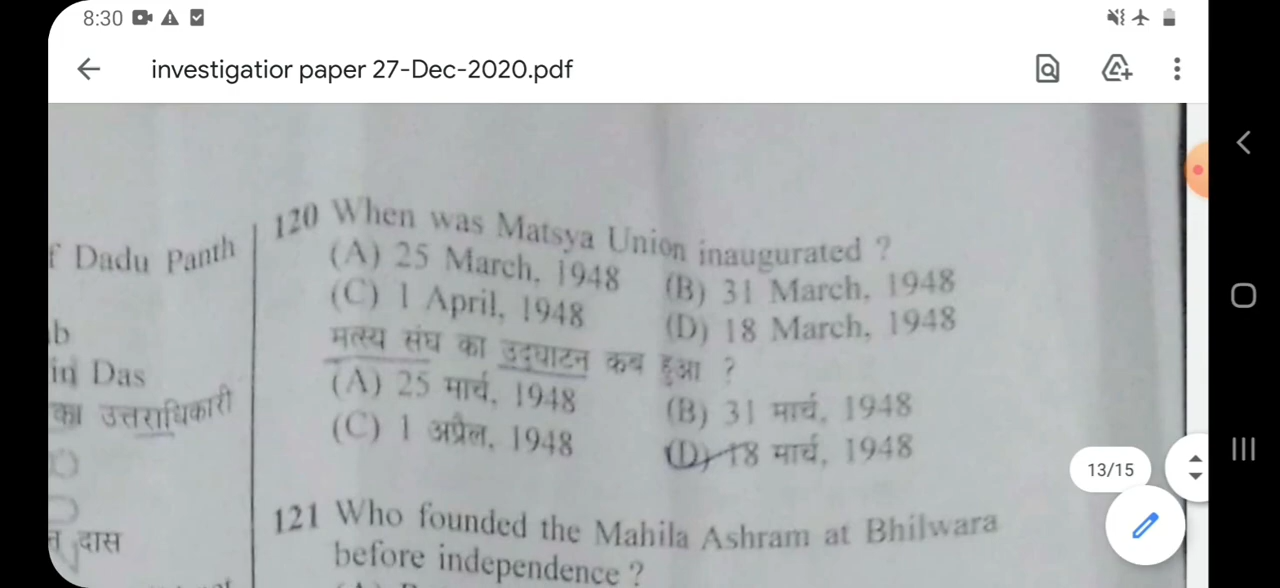 8:30
investigatior paper 27-Dec-2020.pdf
f Dadu Panth
b
in Das
का उत्तराधिकारी
दास
120 When was Matsya Union inaugurated ?
(A) 25 March, 1948 (B) 31 March, 1948
(C) 1 April, 1948 (D) 18 March, 1948
मत्स्य संघ का उद्घाटन कब हुआ ?
(A) 25 मार्च, 1948 (B) 31 मार्च, 1948
(C) 1 अप्रैल, 1948 (D) 18 मार्च, 1948
121 Who founded the Mahila Ashram at Bhilwara
before independence ?
13/15